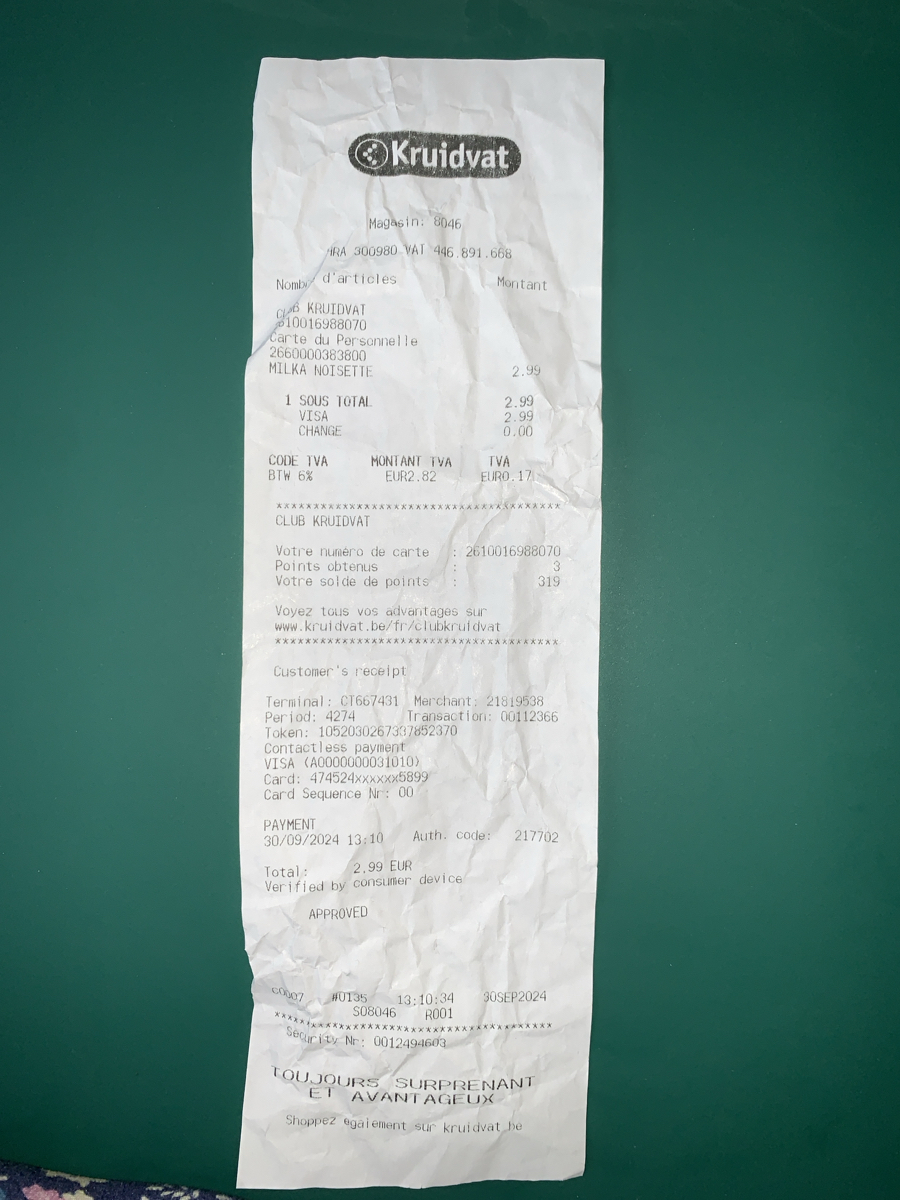 Kruidvat
Magasin: 8046
300980 VAT 446.891.668
d'articles Montant
KRUIDVAT
610016988070
Carte du Personnelle
2660000383800
MILKA NOISETTE 2.99
1 SOUS TOTAL 2.99
VISA 2.99
CHANGE 0.00
CODE TVA MONTANT TVA TVA
BTW 6% EUR2.82 EUR0.17
***************************************
CLUB KRUIDVAT
Votre numéro de carte : 2610016988070
Points obtenus : 3
Votre solde de points : 319
Voyez tous vos advantages sur
www.kruidvat.be/fr/clubkruidvat
***************************************
Customer's receipt
Terminal: CT667431 Merchant: 21819538
Period: 4274 Transaction: 00112366
Token: 1052030267337852370
Contactless payment
VISA (A0000000031010)
Card: 474524xxxxxx5899
Card Sequence Nr: 00
PAYMENT
30/09/2024 13:10 Auth. code: 217702
Total: 2.99 EUR
Verified by consumer device
APPROVED
C0007 #0135 13:10:34 30SEP2024
S08046 R001
***************************************
Security Nr: 0012494603
TOUJOURS SURPRENANT
ET AVANTAGEUX
Shoppez egalement sur kruidvat.be